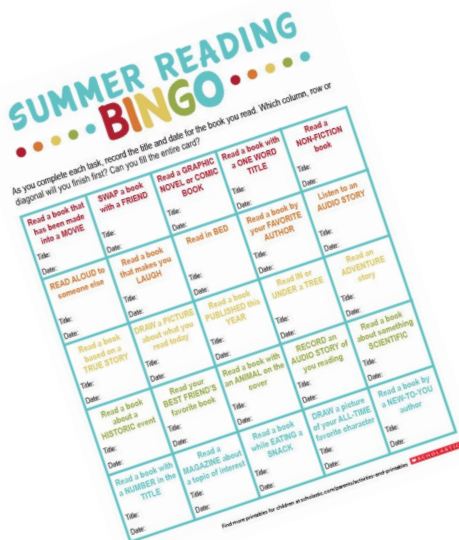 SUMMER READING
BINGO
As you complete each task, record the title and date for the book you read. Which column, row or
diagonal will you finish first? Can you fill the entire card?
Read a book that
has been made
into a MOVIE
Title:
Date:
SWAP a book
with a FRIEND
Title:
Date:
Read a GRAPHIC
NOVEL or COMIC
BOOK
Title:
Date:
Read a book with
a ONE WORD
TITLE
Title:
Date:
Read a
NON-FICTION
book
Title:
Date:
READ ALOUD to
someone else
Title:
Date:
Read a book
that makes you
LAUGH
Title:
Date:
Read in BED
Title:
Date:
Read a book by
your FAVORITE
AUTHOR
Title:
Date:
Listen to an
AUDIO STORY
Title:
Date:
Read a book
based on a
TRUE STORY
Title:
Date:
DRAW a PICTURE
about what you
read today
Title:
Date:
Read a book
PUBLISHED this
YEAR
Title:
Date:
Read IN or
UNDER a TREE
Title:
Date:
Read an
ADVENTURE
story
Title:
Date:
Read a book
about a
HISTORIC event
Title:
Date:
Read your
BEST FRIEND'S
favorite book
Title:
Date:
Read a book with
an ANIMAL on the
cover
Title:
Date:
RECORD an
AUDIO STORY of
you reading
Title:
Date:
Read a book
about something
SCIENTIFIC
Title:
Date:
Read a book with
a NUMBER in the
TITLE
Title:
Date:
Read a
MAGAZINE about
a topic of interest
Title:
Date:
Read a book
while EATING a
SNACK
Title:
Date:
DRAW a picture
of your ALL-TIME
favorite character
Title:
Date:
Read a book by
a NEW-TO-YOU
author
Title:
Date:
Find more printables for children at scholastic.com/parents/activities-and-printables
SCHOLASTIC